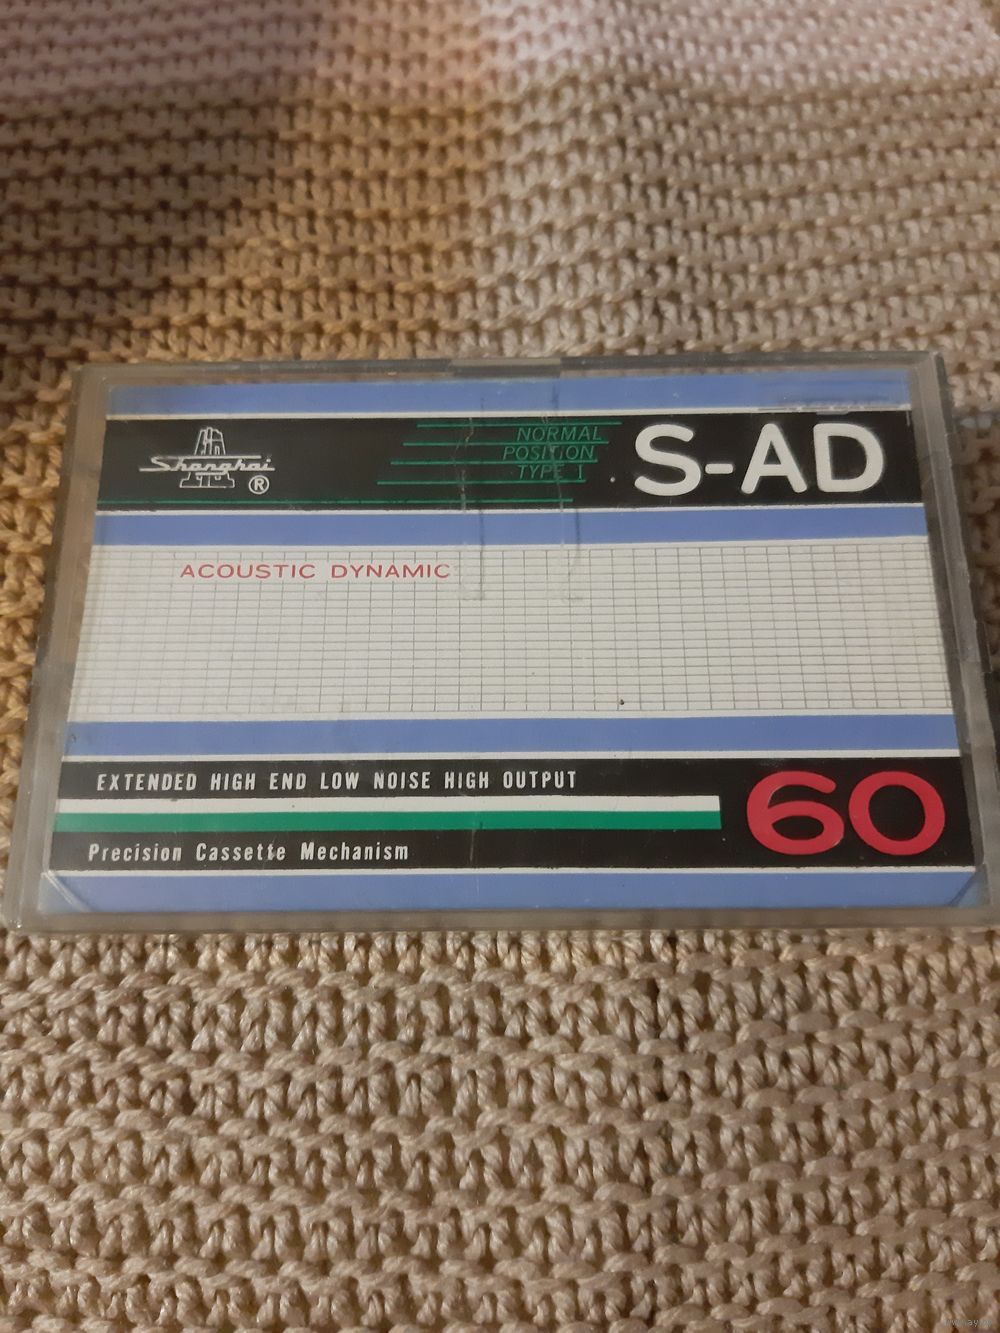 Shanghai
®
NORMAL
POSITION
TYPE I
S-AD
ACOUSTIC DYNAMIC
EXTENDED HIGH END LOW NOISE HIGH OUTPUT
Precision Cassette Mechanism
60